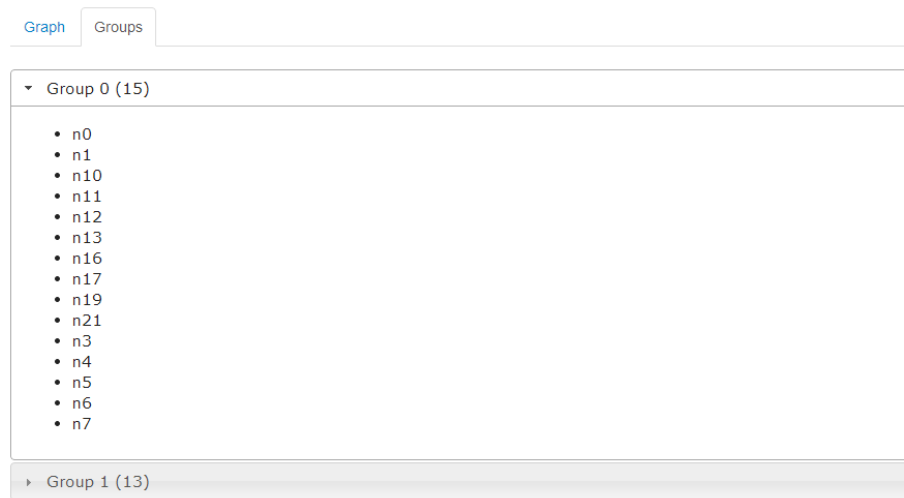 Graph Groups
Group 0 (15)
n0
n1
n10
n11
n12
n13
n16
n17
n19
n21
n3
n4
n5
n6
n7
Group 1 (13)